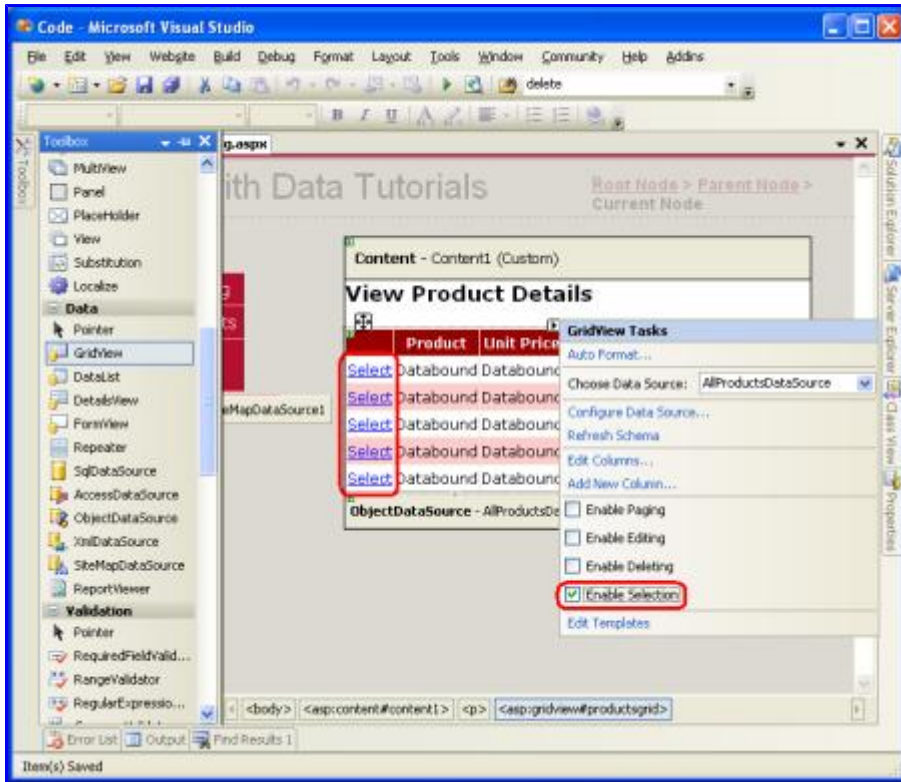 Code - Microsoft Visual Studio
File Edit View Website Build Debug Format Layout Tools Window Community Help Addins
delete
B I U A
Toolbox
g.aspx
Toolbox
MultiView
Panel
PlaceHolder
View
Substitution
Localize
Data
Pointer
GridView
DataList
DetailsView
FormView
Repeater
SqlDataSource
AccessDataSource
ObjectDataSource
XmlDataSource
SiteMapDataSource
ReportViewer
Validation
Pointer
RequiredFieldValid...
RangeValidator
RegularExpressio...
ith Data Tutorials
Root Node > Parent Node >
Current Node
Content - Content1 (Custom)
View Product Details
Product Unit Price
Select Databound Databound
Select Databound Databound
Select Databound Databound
Select Databound Databound
Select Databound Databound
ObjectDataSource - AllProductsDa
eMapDataSource1
GridView Tasks
Auto Format...
Choose Data Source: AllProductsDataSource
Configure Data Source...
Refresh Schema
Edit Columns...
Add New Column...
Enable Paging
Enable Editing
Enable Deleting
Enable Selection
Edit Templates
Solution Explorer
Server Explorer
Class View
Properties
<body> <asp:content#content1> <p> <asp:gridview#productsgrid>
Error List Output Find Results 1
Item(s) Saved